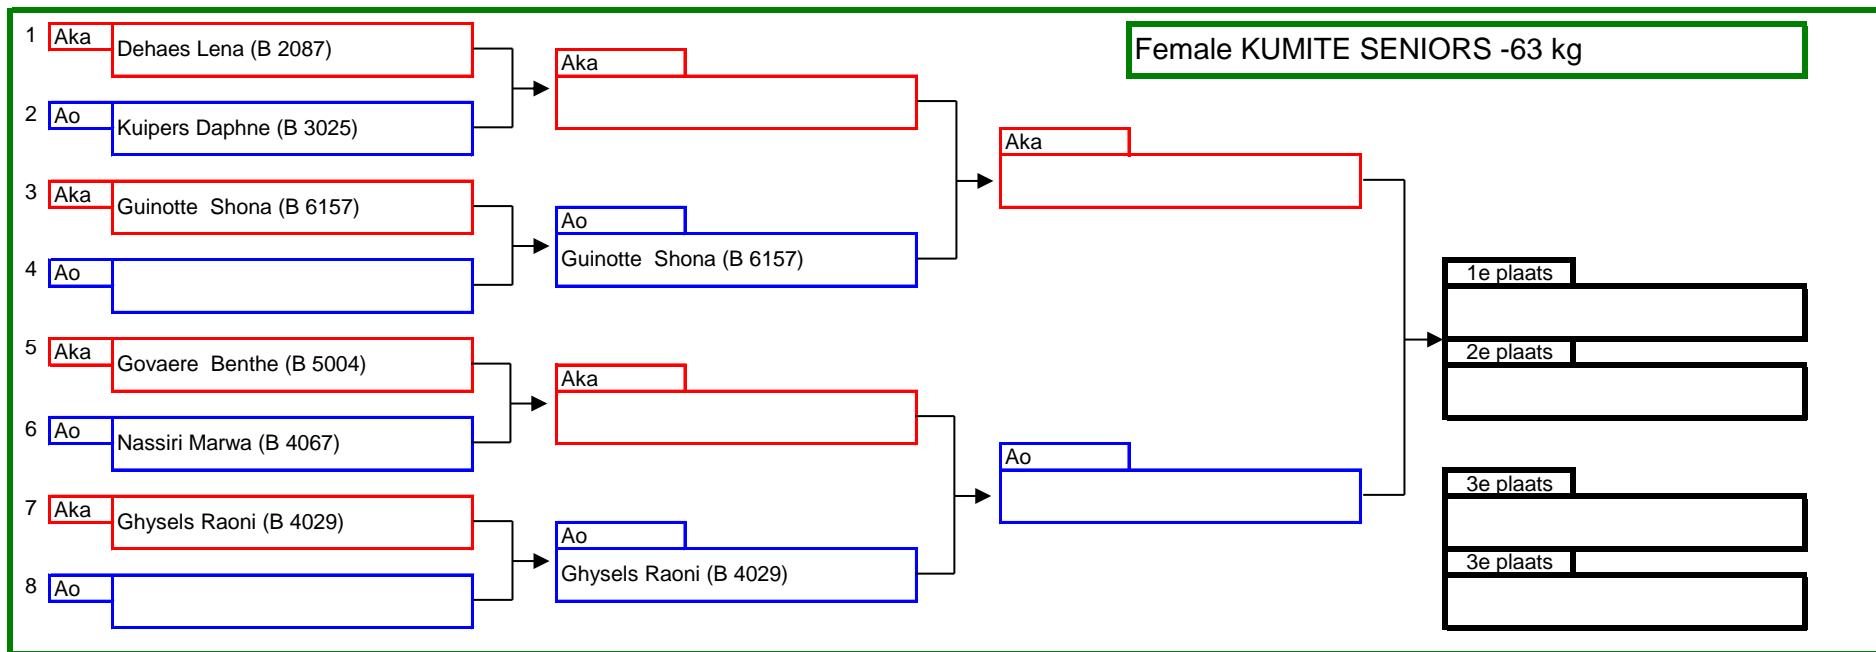 Female KUMITE SENIORS -63 kg
1 Aka
Dehaes Lena (B 2087)
2 Ao
Kuipers Daphne (B 3025)
3 Aka
Guinotte  Shona (B 6157)
4 Ao
5 Aka
Govaere  Benthe (B 5004)
6 Ao
Nassiri Marwa (B 4067)
7 Aka
Ghysels Raoni (B 4029)
8 Ao
Aka
Ao
Guinotte  Shona (B 6157)
Aka
Ao
Ghysels Raoni (B 4029)
Aka
Ao
1e plaats
2e plaats
3e plaats
3e plaats